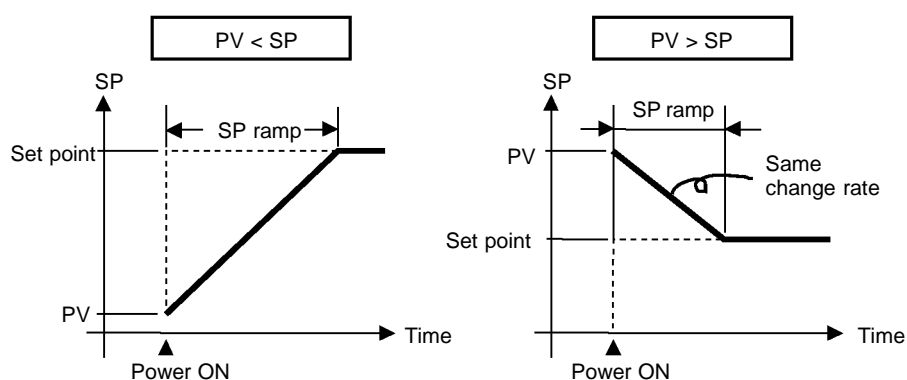 PV < SP
SP
SP ramp
Set point
PV
Time
Power ON
PV > SP
SP
SP ramp
PV
Same
change rate
Set point
Time
Power ON